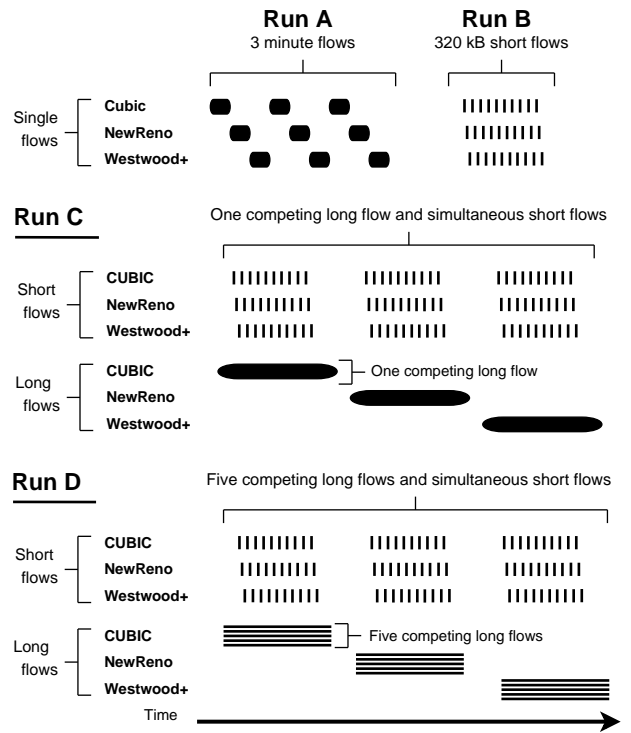 Run A
Run B
3 minute flows
320 kB short flows
Single flows
Cubic
NewReno
Westwood+
Run C
One competing long flow and simultaneous short flows
Short flows
CUBIC
NewReno
Westwood+
Long flows
CUBIC
One competing long flow
NewReno
Westwood+
Run D
Five competing long flows and simultaneous short flows
Short flows
CUBIC
NewReno
Westwood+
Long flows
CUBIC
Five competing long flows
NewReno
Westwood+
Time